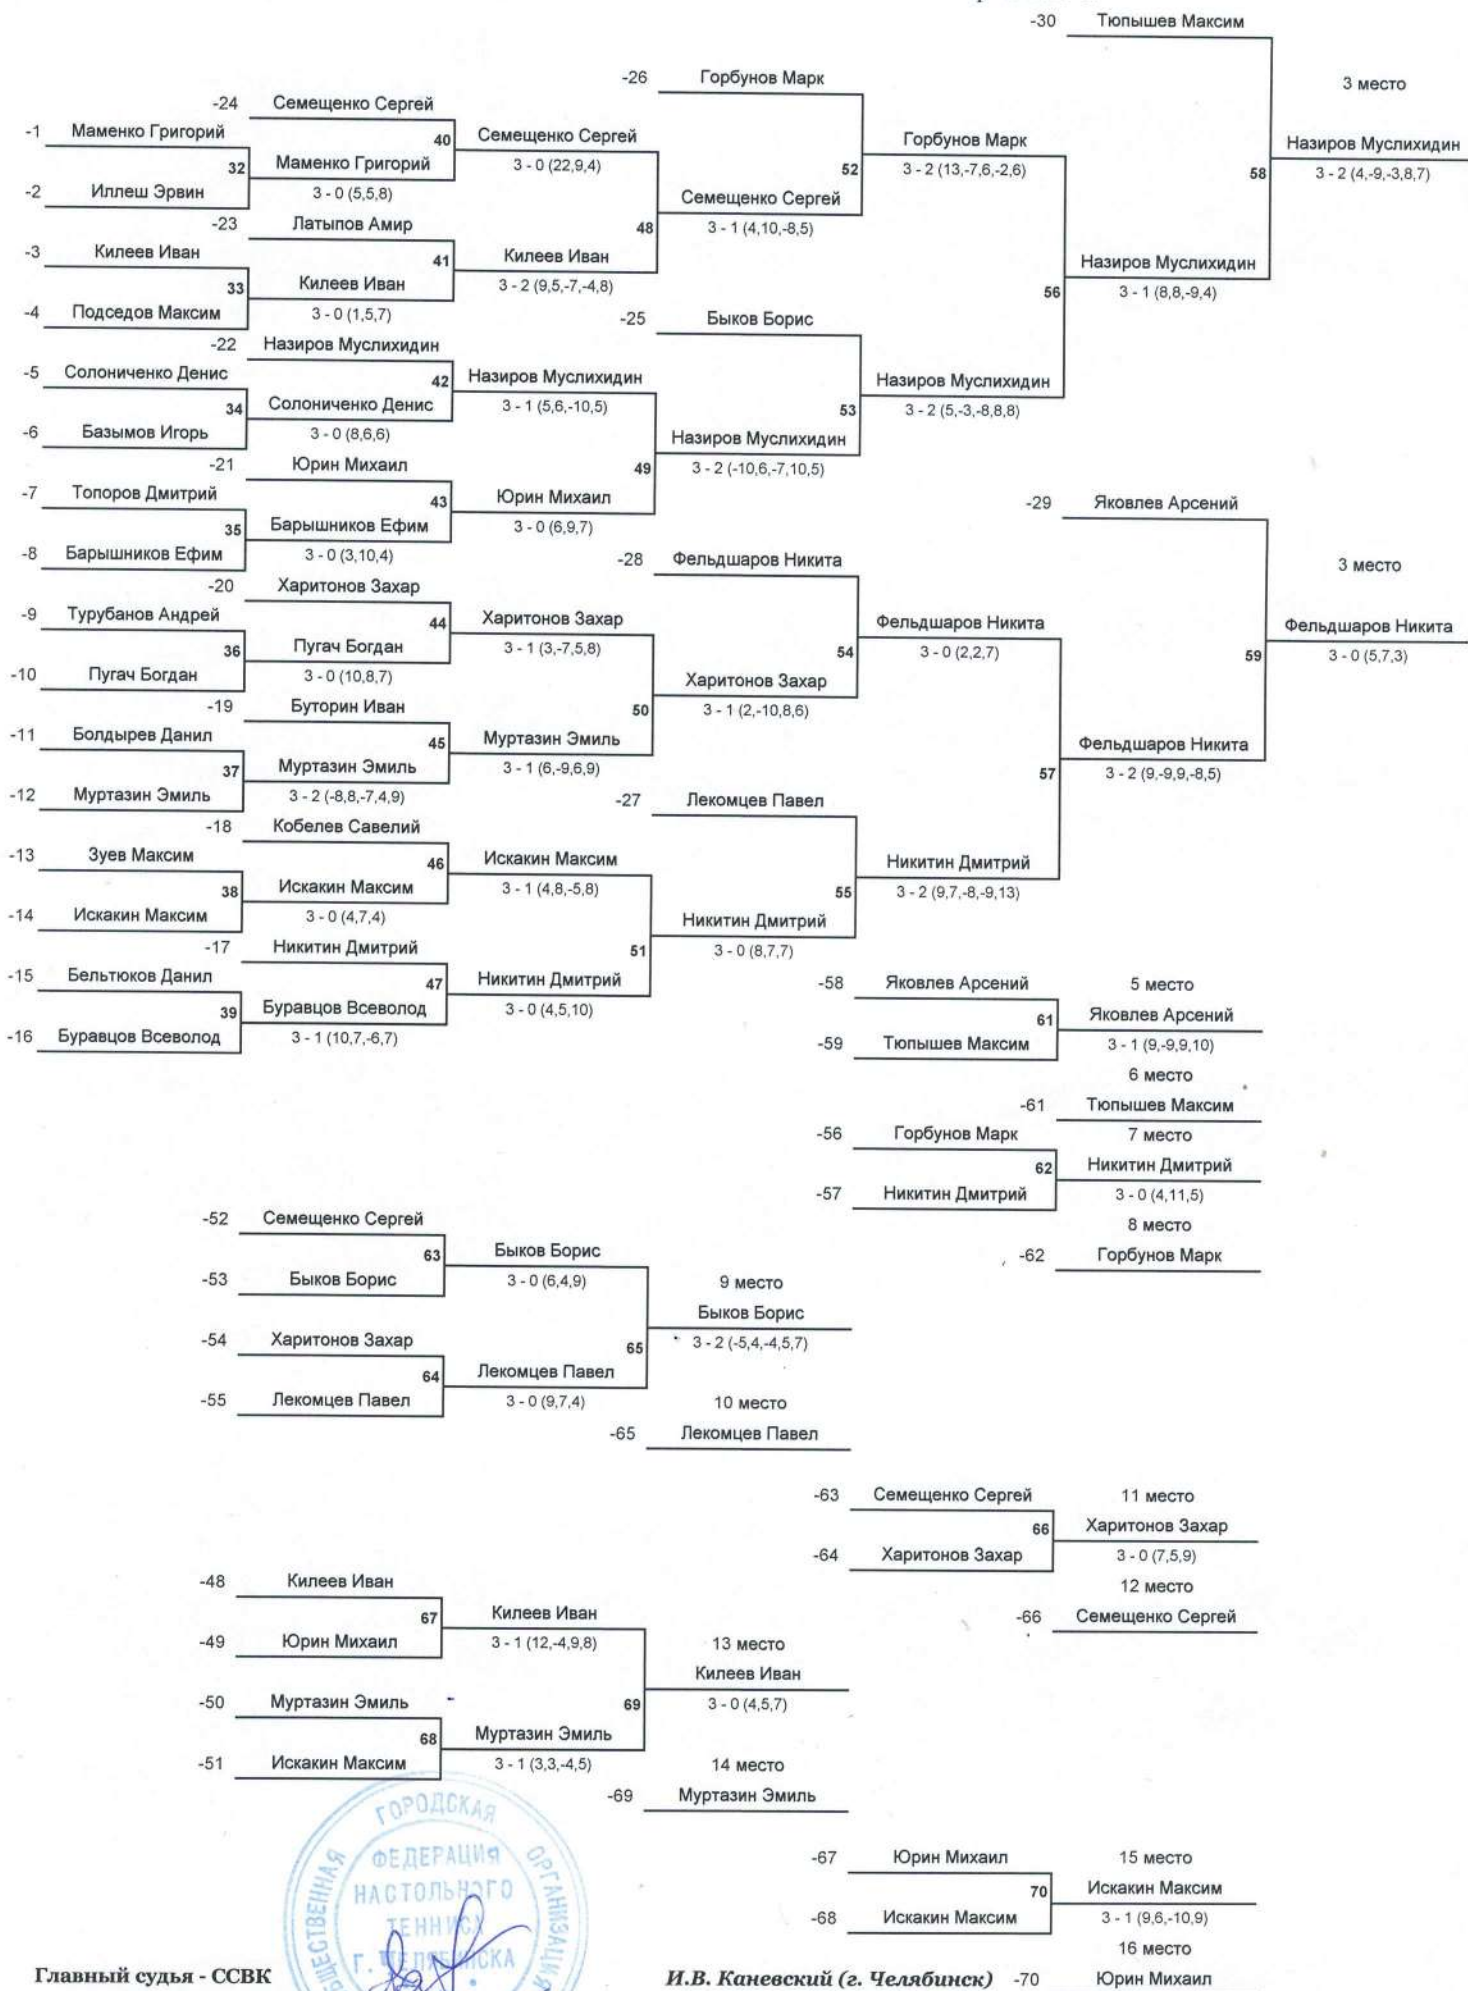 -30 Тюпышев Максим
-26 Горбунов Марк
3 место
-24 Семещенко Сергей
-1 Маменко Григорий
40 Семещенко Сергей
Горбунов Марк
Назиров Муслихидин
32 Маменко Григорий
3 - 0 (22,9,4)
52
3 - 2 (13,-7,6,-2,6)
58
3 - 2 (4,-9,-3,8,7)
-2 Иллеш Эрвин
3 - 0 (5,5,8)
Семещенко Сергей
-23 Латыпов Амир
48
3 - 1 (4,10,-8,5)
-3 Килеев Иван
41 Килеев Иван
Назиров Муслихидин
33 Килеев Иван
3 - 2 (9,5,-7,-4,8)
56
3 - 1 (8,8,-9,4)
-4 Подседов Максим
3 - 0 (1,5,7)
-25 Быков Борис
-22 Назиров Муслихидин
-5 Солониченко Денис
42 Назиров Муслихидин
Назиров Муслихидин
34 Солониченко Денис
3 - 1 (5,6,-10,5)
53
3 - 2 (5,-3,-8,8,8)
-6 Базымов Игорь
3 - 0 (8,6,6)
Назиров Муслихидин
-21 Юрин Михаил
49
3 - 2 (-10,6,-7,10,5)
-7 Топоров Дмитрий
43 Юрин Михаил
-29 Яковлев Арсений
35 Барышников Ефим
3 - 0 (6,9,7)
-8 Барышников Ефим
3 - 0 (3,10,4)
-28 Фельдшаров Никита
3 место
-20 Харитонов Захар
-9 Турубанов Андрей
44 Харитонов Захар
Фельдшаров Никита
Фельдшаров Никита
36 Пугач Богдан
3 - 1 (3,-7,5,8)
54
3 - 0 (2,2,7)
59
3 - 0 (5,7,3)
-10 Пугач Богдан
3 - 0 (10,8,7)
Харитонов Захар
-19 Буторин Иван
50
3 - 1 (2,-10,8,6)
-11 Болдырев Данил
45 Муртазин Эмиль
Фельдшаров Никита
37 Муртазин Эмиль
3 - 1 (6,-9,6,9)
57
3 - 2 (9,-9,9,-8,5)
-12 Муртазин Эмиль
3 - 2 (-8,8,-7,4,9)
-27 Лекомцев Павел
-18 Кобелев Савелий
-13 Зуев Максим
46 Искакин Максим
Никитин Дмитрий
38 Искакин Максим
3 - 1 (4,8,-5,8)
55
3 - 2 (9,7,-8,-9,13)
-14 Искакин Максим
3 - 0 (4,7,4)
Никитин Дмитрий
-17 Никитин Дмитрий
51
3 - 0 (8,7,7)
-15 Бельтюков Данил
47 Никитин Дмитрий
-58 Яковлев Арсений
5 место
39 Буравцов Всеволод
3 - 0 (4,5,10)
61 Яковлев Арсений
-16 Буравцов Всеволод
3 - 1 (10,7,-6,7)
-59 Тюпышев Максим
3 - 1 (9,-9,9,10)
6 место
-61 Тюпышев Максим
-56 Горбунов Марк
7 место
62 Никитин Дмитрий
-57 Никитин Дмитрий
3 - 0 (4,11,5)
-52 Семещенко Сергей
8 место
63 Быков Борис
-62 Горбунов Марк
-53 Быков Борис
3 - 0 (6,4,9)
9 место
Быков Борис
-54 Харитонов Захар
65
3 - 2 (-5,4,-4,5,7)
64 Лекомцев Павел
-55 Лекомцев Павел
3 - 0 (9,7,4)
10 место
-65 Лекомцев Павел
-63 Семещенко Сергей
11 место
66 Харитонов Захар
-64 Харитонов Захар
3 - 0 (7,5,9)
-48 Килеев Иван
12 место
67 Килеев Иван
-66 Семещенко Сергей
-49 Юрин Михаил
3 - 1 (12,-4,9,8)
13 место
Килеев Иван
-50 Муртазин Эмиль
69
3 - 0 (4,5,7)
68 Муртазин Эмиль
-51 Искакин Максим
3 - 1 (3,3,-4,5)
14 место
-69 Муртазин Эмиль
ГОРОДСКАЯ
ОРГАНИЗАЦИЯ
ФЕДЕРАЦИЯ
НАСТОЛЬНОГО
ТЕННИСА
-67 Юрин Михаил
15 место
70 Искакин Максим
-68 Искакин Максим
3 - 1 (9,6,-10,9)
16 место
Главный судья - ССВК
И.В. Каневский (г. Челябинск)
-70 Юрин Михаил